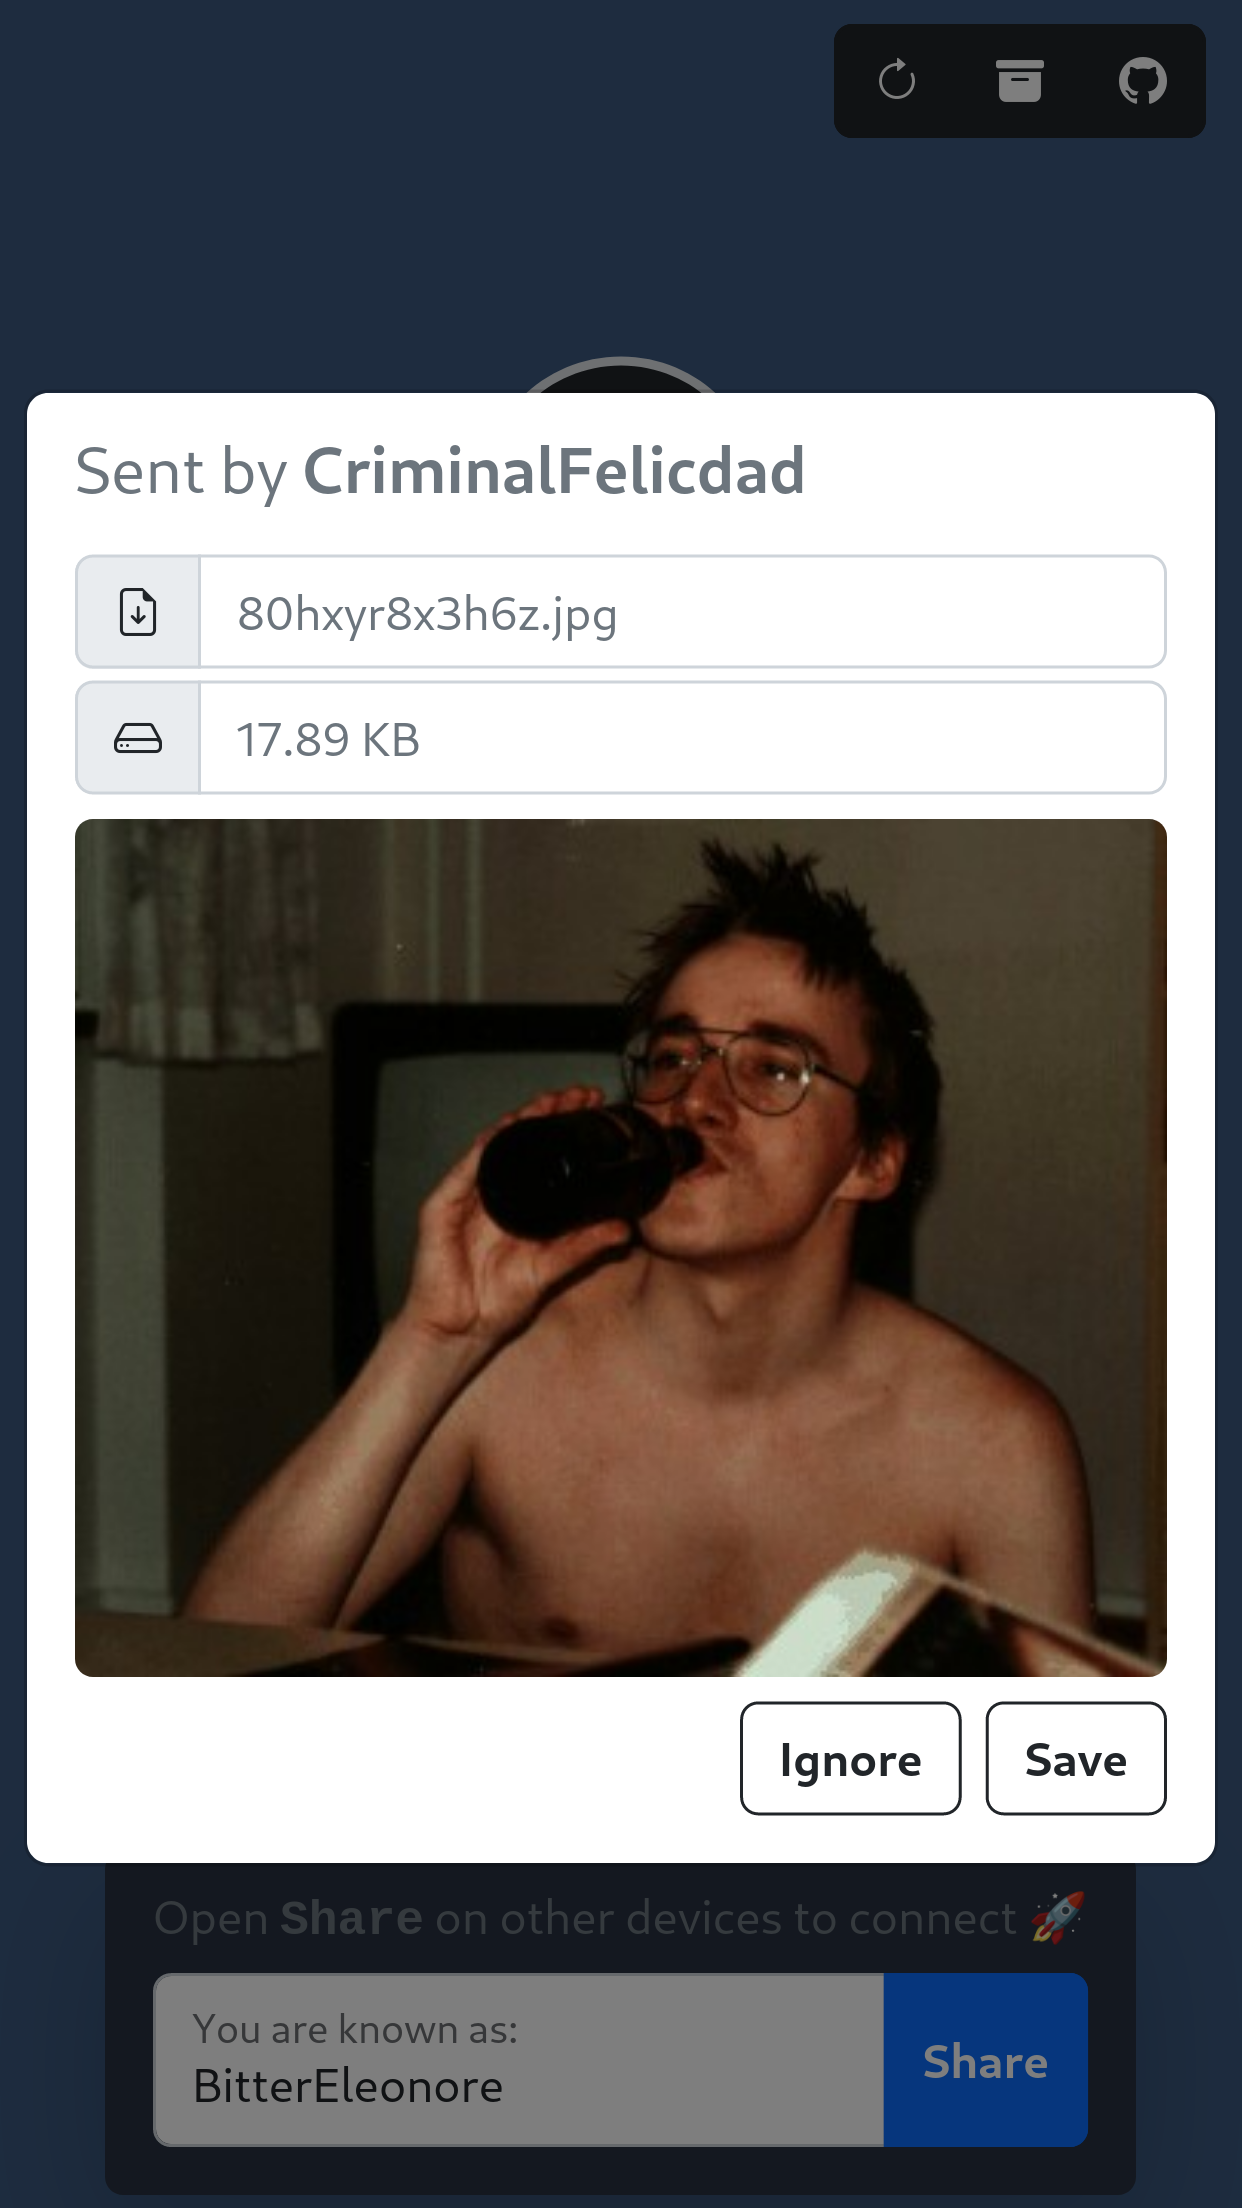 Sent by CriminalFelicdad
80hxyr8x3h6z.jpg
17.89 KB
Ignore
Save
Open Share on other devices to connect 🚀
You are known as:
BitterEleonore
Share